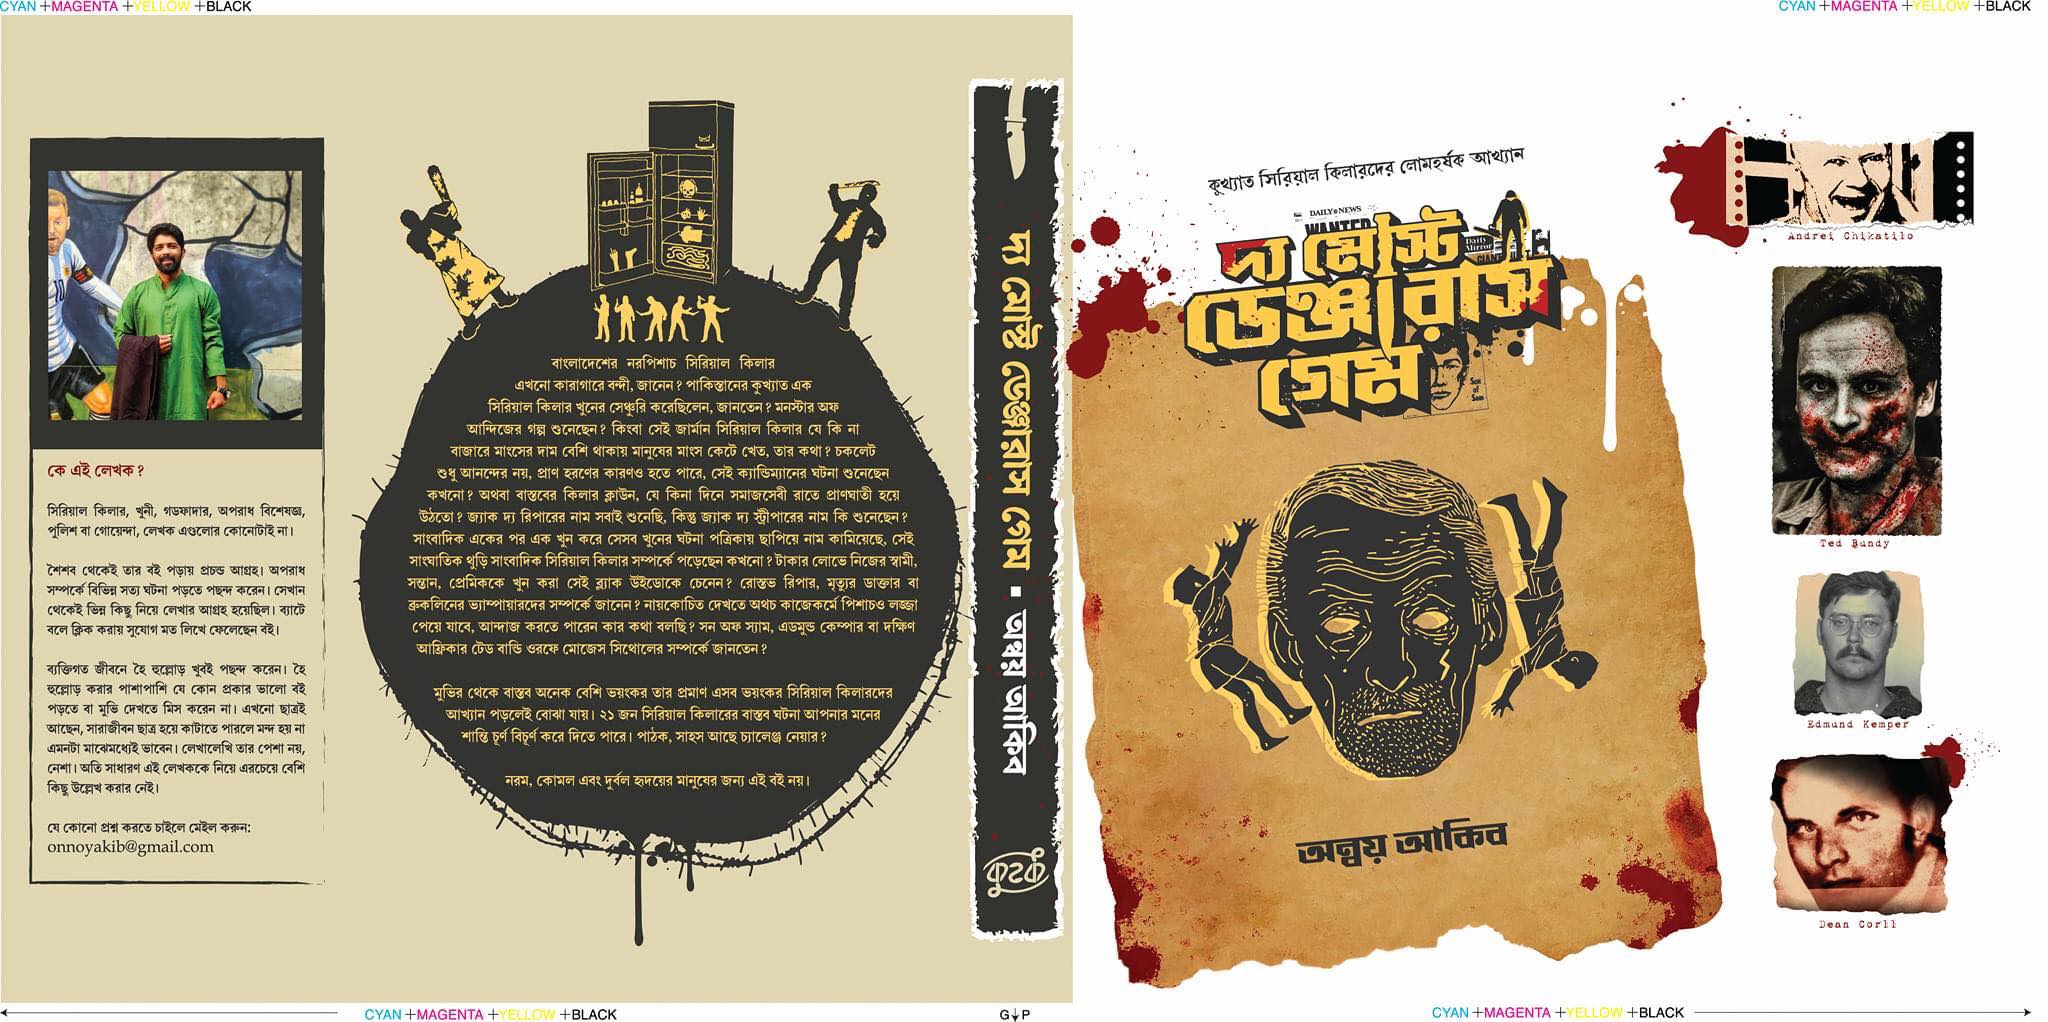 CYAN +MAGENTA +YELLOW +BLACK
CYAN +MAGENTA +YELLOW +BLACK
কে এই লেখক?
সিরিয়াল কিলার, খুনী, গডফাদার, অপরাধ বিশেষজ্ঞ,
পুলিশ বা গোয়েন্দা, লেখক এগুলোর কোনোটাই না।
শৈশব থেকেই তার বই পড়ায় প্রচন্ড আগ্রহ। অপরাধ
সম্পর্কে বিভিন্ন সত্য ঘটনা পড়তে পছন্দ করেন। সেখান
থেকেই ভিন্ন কিছু নিয়ে লেখার আগ্রহ হয়েছিল। ব্যাটে
বলে ক্লিক করায় সুযোগ মত লিখে ফেলেছেন বই।
ব্যক্তিগত জীবনে হৈ হুল্লোড় খুবই পছন্দ করেন। হৈ
হুল্লোড় করার পাশাপাশি যে কোন প্রকার ভালো বই
পড়তে বা মুভি দেখতে মিস করেন না। এখনো ছাত্রই
আছেন, সারাজীবন ছাত্র হয়ে কাটাতে পারলে মন্দ হয় না
এমনটা মাঝেমধ্যেই ভাবেন। লেখালেখি তার পেশা নয়,
নেশা। অতি সাধারণ এই লেখককে নিয়ে এরচেয়ে বেশি
কিছু উল্লেখ করার নেই।
যে কোনো প্রশ্ন করতে চাইলে মেইল করুন:
onnoyakib@gmail.com
বাংলাদেশের নরপিশাচ সিরিয়াল কিলার
এখনো কারাগারে বন্দী, জানেন? পাকিস্তানের কুখ্যাত এক
সিরিয়াল কিলার খুনের সেঞ্চুরি করেছিলেন, জানতেন? মনস্টার অফ
আন্দিজের গল্প শুনেছেন? কিংবা সেই জার্মান সিরিয়াল কিলার যে কি না
বাজারে মাংসের দাম বেশি থাকায় মানুষের মাংস কেটে খেত, তার কথা? চকলেট
শুধু আনন্দের নয়, প্রাণ হরণের কারণও হতে পারে, সেই ক্যান্ডিম্যানের ঘটনা শুনেছেন
কখনো? অথবা বাস্তবের কিলার ক্লাউন, যে কিনা দিনে সমাজসেবী রাতে প্রাণঘাতী হয়ে
উঠতো? জ্যাক দ্য রিপারের নাম সবাই শুনেছি, কিন্তু জ্যাক দ্য স্ট্রীপারের নাম কি শুনেছেন?
সাংবাদিক একের পর এক খুন করে সেসব খুনের ঘটনা পত্রিকায় ছাপিয়ে নাম কামিয়েছে, সেই
সাংঘাতিক থুড়ি সাংবাদিক সিরিয়াল কিলার সম্পর্কে পড়েছেন কখনো? টাকার লোভে নিজের স্বামী,
সন্তান, প্রেমিককে খুন করা সেই ব্ল্যাক উইডোকে চেনেন? রোস্তভ রিপার, মৃত্যুর ডাক্তার বা
ব্রুকলিনের ভ্যাম্পায়ারদের সম্পর্কে জানেন? নায়কোচিত দেখতে অথচ কাজেকর্মে পিশাচও লজ্জা
পেয়ে যাবে, আন্দাজ করতে পারেন কার কথা বলছি? সন অফ স্যাম, এডমুন্ড কেম্পার বা দক্ষিণ
আফ্রিকার টেড বান্ডি ওরফে মোজেস সিথোলের সম্পর্কে জানতেন?
মুভির থেকে বাস্তব অনেক বেশি ভয়ংকর তার প্রমাণ এসব ভয়ংকর সিরিয়াল কিলারদের
আখ্যান পড়লেই বোঝা যায়। ২১ জন সিরিয়াল কিলারের বাস্তব ঘটনা আপনার মনের
শান্তি চূর্ণ বিচূর্ণ করে দিতে পারে। পাঠক, সাহস আছে চ্যালেঞ্জ নেয়ার?
নরম, কোমল এবং দুর্বল হৃদয়ের মানুষের জন্য এই বই নয়।
দ্য মোস্ট ডেঞ্জারাস গেম ▪ অন্বয় আকিব
কুখ্যাত সিরিয়াল কিলারদের লোমহর্ষক আখ্যান
DAILY NEWS
WANTED
Daily
Mirror
দ্য মোস্ট
ডেঞ্জারাস
গেম
Son
of
Sam
অন্বয় আকিব
Andrei Chikatilo
Ted Bundy
Edmund Kemper
Dean Corll
CYAN +MAGENTA +YELLOW +BLACK
G P
CYAN +MAGENTA +YELLOW +BLACK